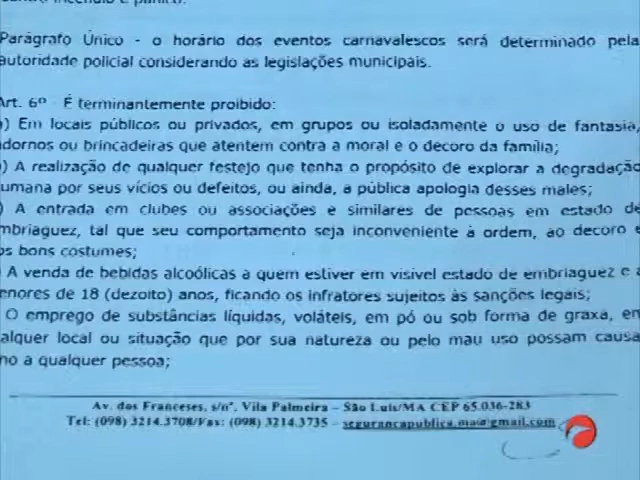 Parágrafo Único - o horário dos eventos carnavalescos será determinado pela
autoridade policial considerando as legislações municipais.
Art. 6º - É terminantemente proibido:
) Em locais públicos ou privados, em grupos ou isoladamente o uso de fantasia,
dornos ou brincadeiras que atentem contra a moral e o decoro da família;
) A realização de qualquer festejo que tenha o propósito de explorar a degradação
umana por seus vícios ou defeitos, ou ainda, a pública apologia desses males;
) A entrada em clubes ou associações e similares de pessoas em estado de
mbriaguez, tal que seu comportamento seja inconveniente à ordem, ao decoro e
os bons costumes;
A venda de bebidas alcoólicas a quem estiver em visível estado de embriaguez e a
enores de 18 (dezoito) anos, ficando os infratores sujeitos às sanções legais;
O emprego de substâncias líquidas, voláteis, em pó ou sob forma de graxa, em
alquer local ou situação que por sua natureza ou pelo mau uso possam causa
no a qualquer pessoa;
Av. dos Franceses, s/nº, Vila Palmeira – São Luís/MA CEP 65.036-283
Tel: (098) 3214.3708/Fax: (098) 3214.3735 – segurancapublica.ma@gmail.com